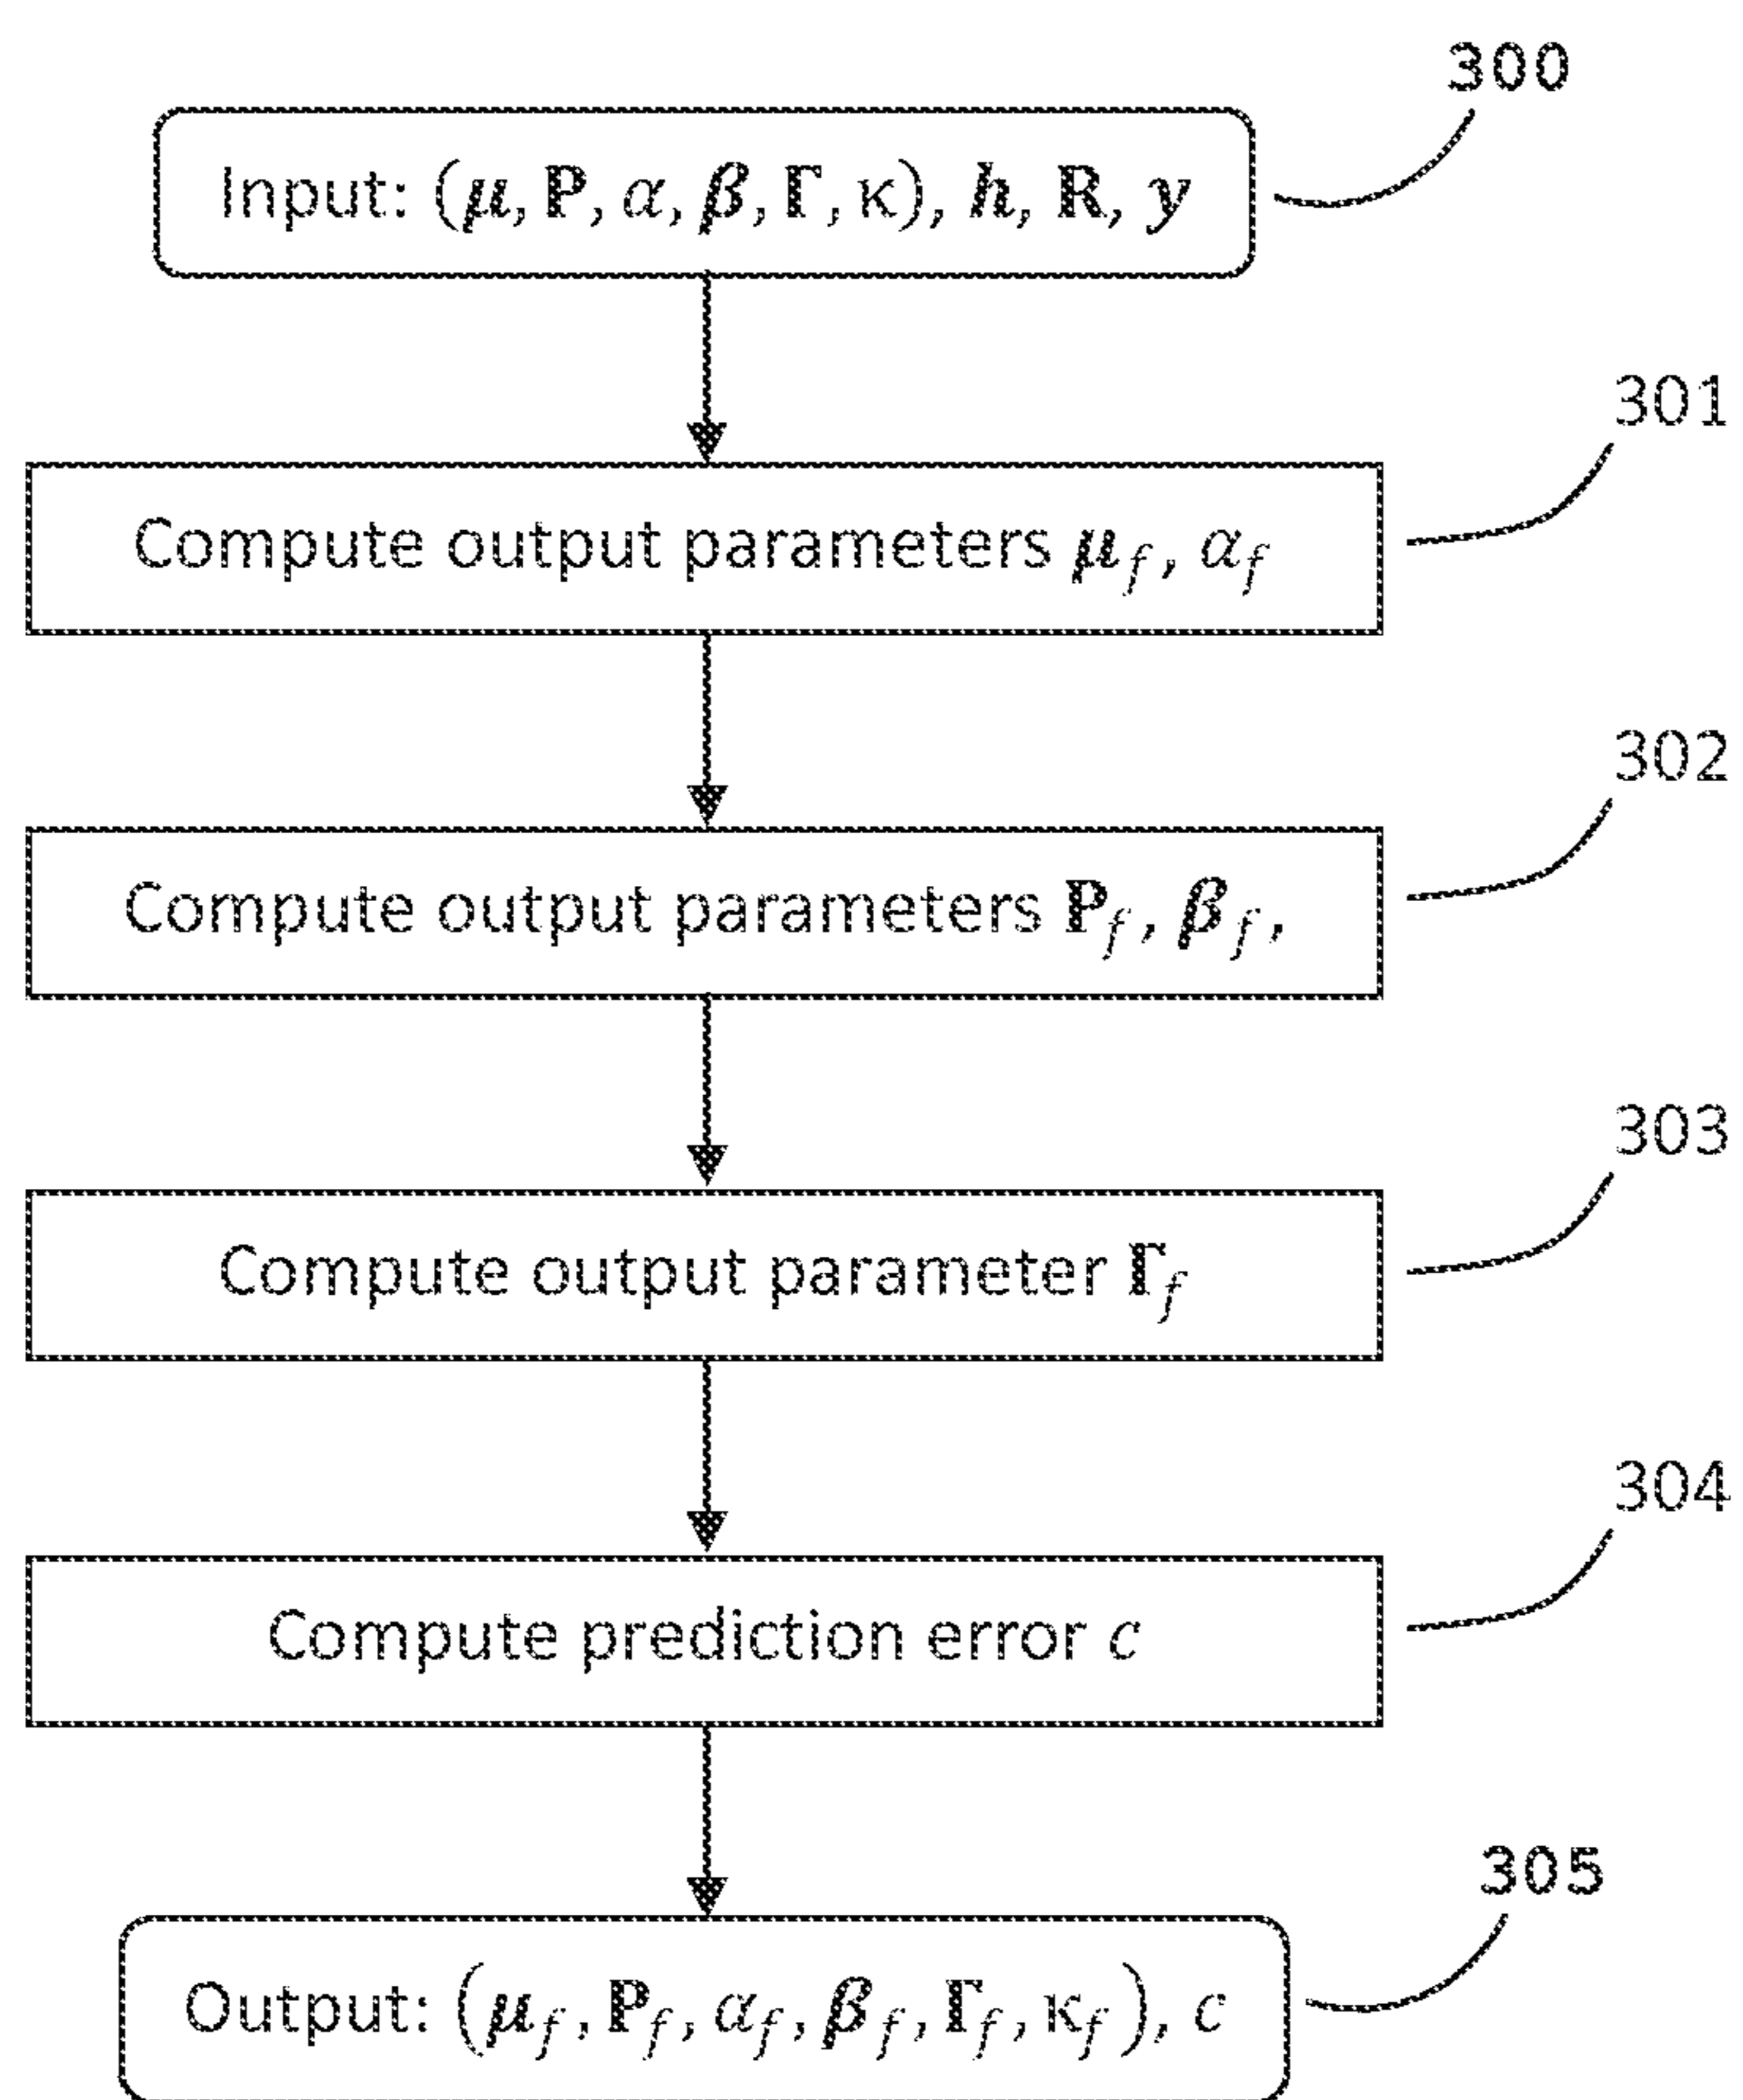 300
Input: (μ, P, α, β, Γ, κ), h, R, y
301
Compute output parameters μ_f, α_f
302
Compute output parameters P_f, β_f,
303
Compute output parameter Γ_f
304
Compute prediction error c
305
Output: (μ_f, P_f, α_f, β_f, Γ_f, κ_f), c